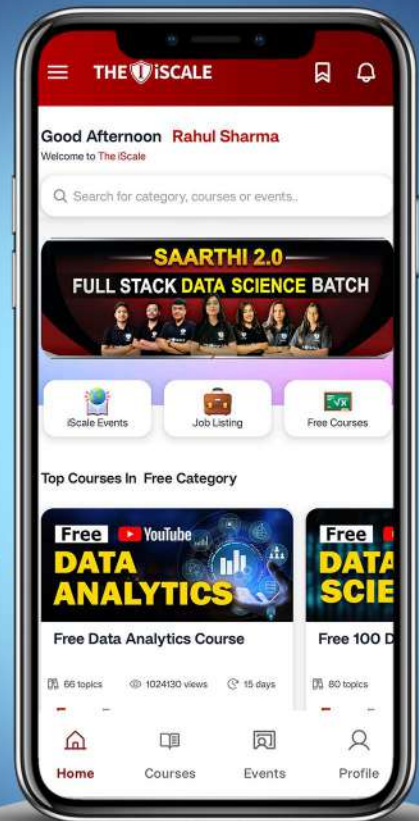 THE iSCALE
Good Afternoon Rahul Sharma
Welcome to The iScale
Search for category, courses or events..
SAARTHI 2.0
FULL STACK DATA SCIENCE BATCH
iScale Events
Job Listing
Free Courses
Top Courses In Free Category
Free YouTube
DATA
ANALYTICS
Free
DATA
SCIE
Free Data Analytics Course
Free 100 D
66 topics 1024130 views 15 days
80 topics
Home Courses Events Profile